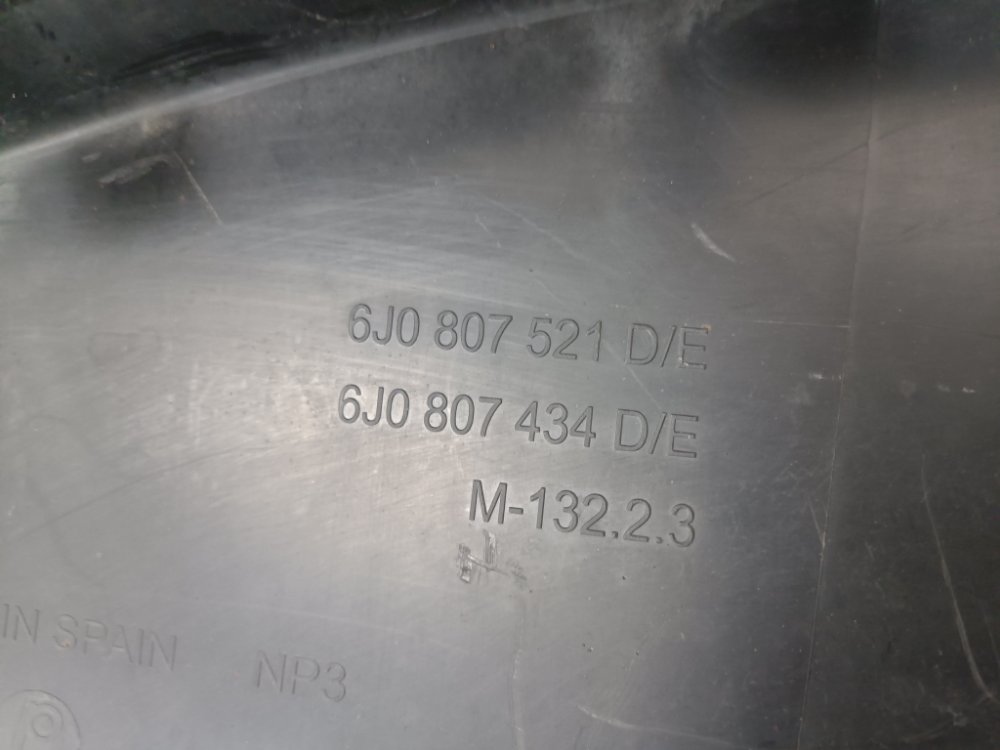 6J0 807 521 D/E
6J0 807 434 D/E
M-132.2.3
IN SPAIN NP3